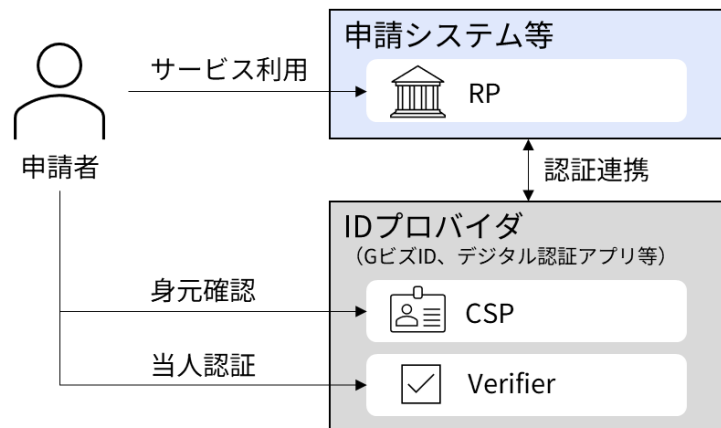 申請システム等
サービス利用
RP
申請者
認証連携
IDプロバイダ
（GビズID、デジタル認証アプリ等）
身元確認
CSP
当人認証
Verifier